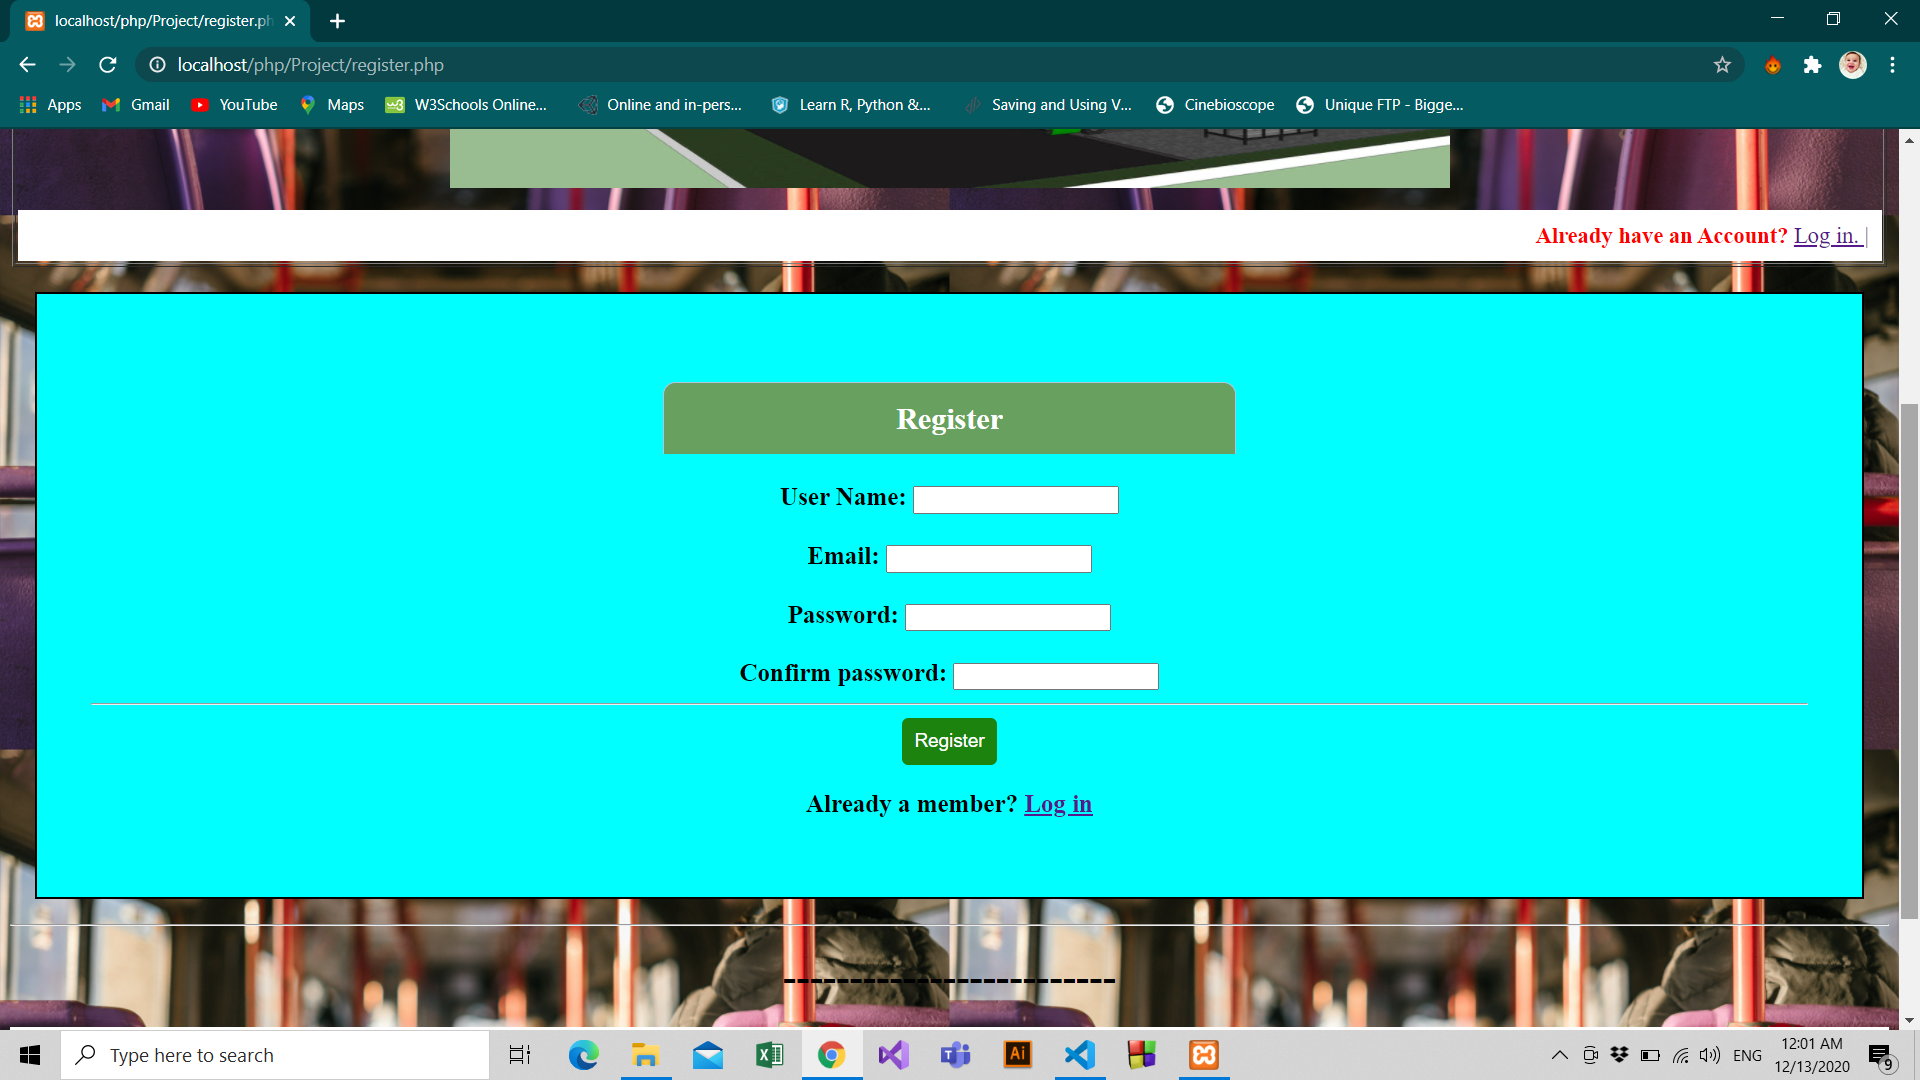 localhost/php/Project/register.ph
localhost/php/Project/register.php
Apps Gmail YouTube Maps W3Schools Online... Online and in-pers... Learn R, Python &... Saving and Using V... Cinebioscope Unique FTP - Bigge...
Already have an Account? Log in. |
Register
User Name:
Email:
Password:
Confirm password:
Register
Already a member? Log in
-----------------------
Type here to search
ENG
12:01 AM
12/13/2020
9